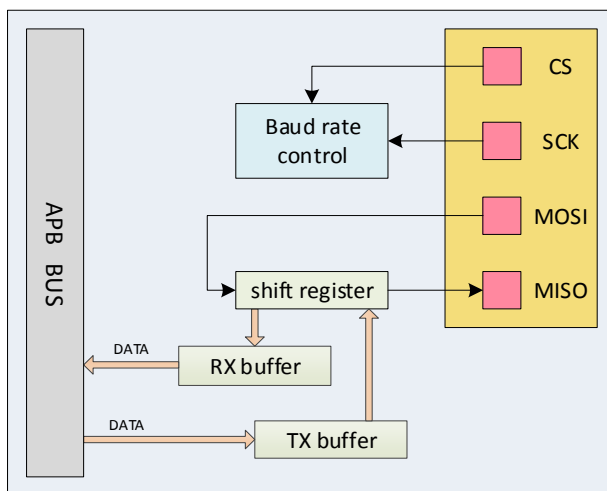 CS
Baud rate
control
SCK
APB BUS
MOSI
shift register
MISO
DATA
RX buffer
DATA
TX buffer